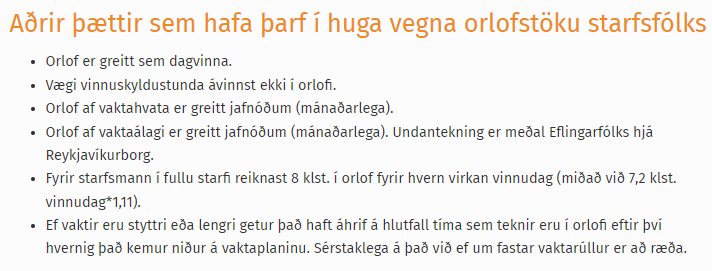 Aðrir þættir sem hafa þarf í huga vegna orlofstöku starfsfólks
• Orlof er greitt sem dagvinna.
• Vægi vinnuskyldustunda ávinnst ekki í orlofi.
• Orlof af vaktahvata er greitt jafnóðum (mánaðarlega).
• Orlof af vaktaálagi er greitt jafnóðum (mánaðarlega). Undantekning er meðal Eflingarfólks hjá
Reykjavíkurborg.
• Fyrir starfsmann í fullu starfi reiknast 8 klst. í orlof fyrir hvern virkan vinnudag (miðað við 7,2 klst.
vinnudag*1,11).
• Ef vaktir eru styttri eða lengri getur það haft áhrif á hlutfall tíma sem teknir eru í orlofi eftir því
hvernig það kemur niður á vaktaplaninu. Sérstaklega á það við ef um fastar vaktarúllur er að ræða.